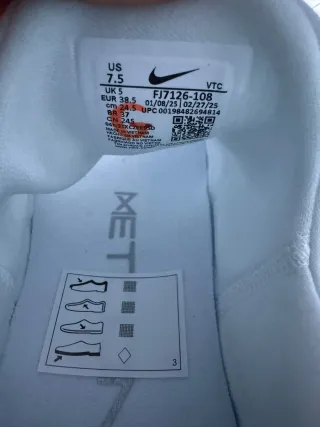 US
7.5
VTC
UK 5
FJ7126-108
EUR 38.5
01/08/25 | 02/27/25
cm 24.5
UPC 00198482694814
BR 37
CN 245
MET
3